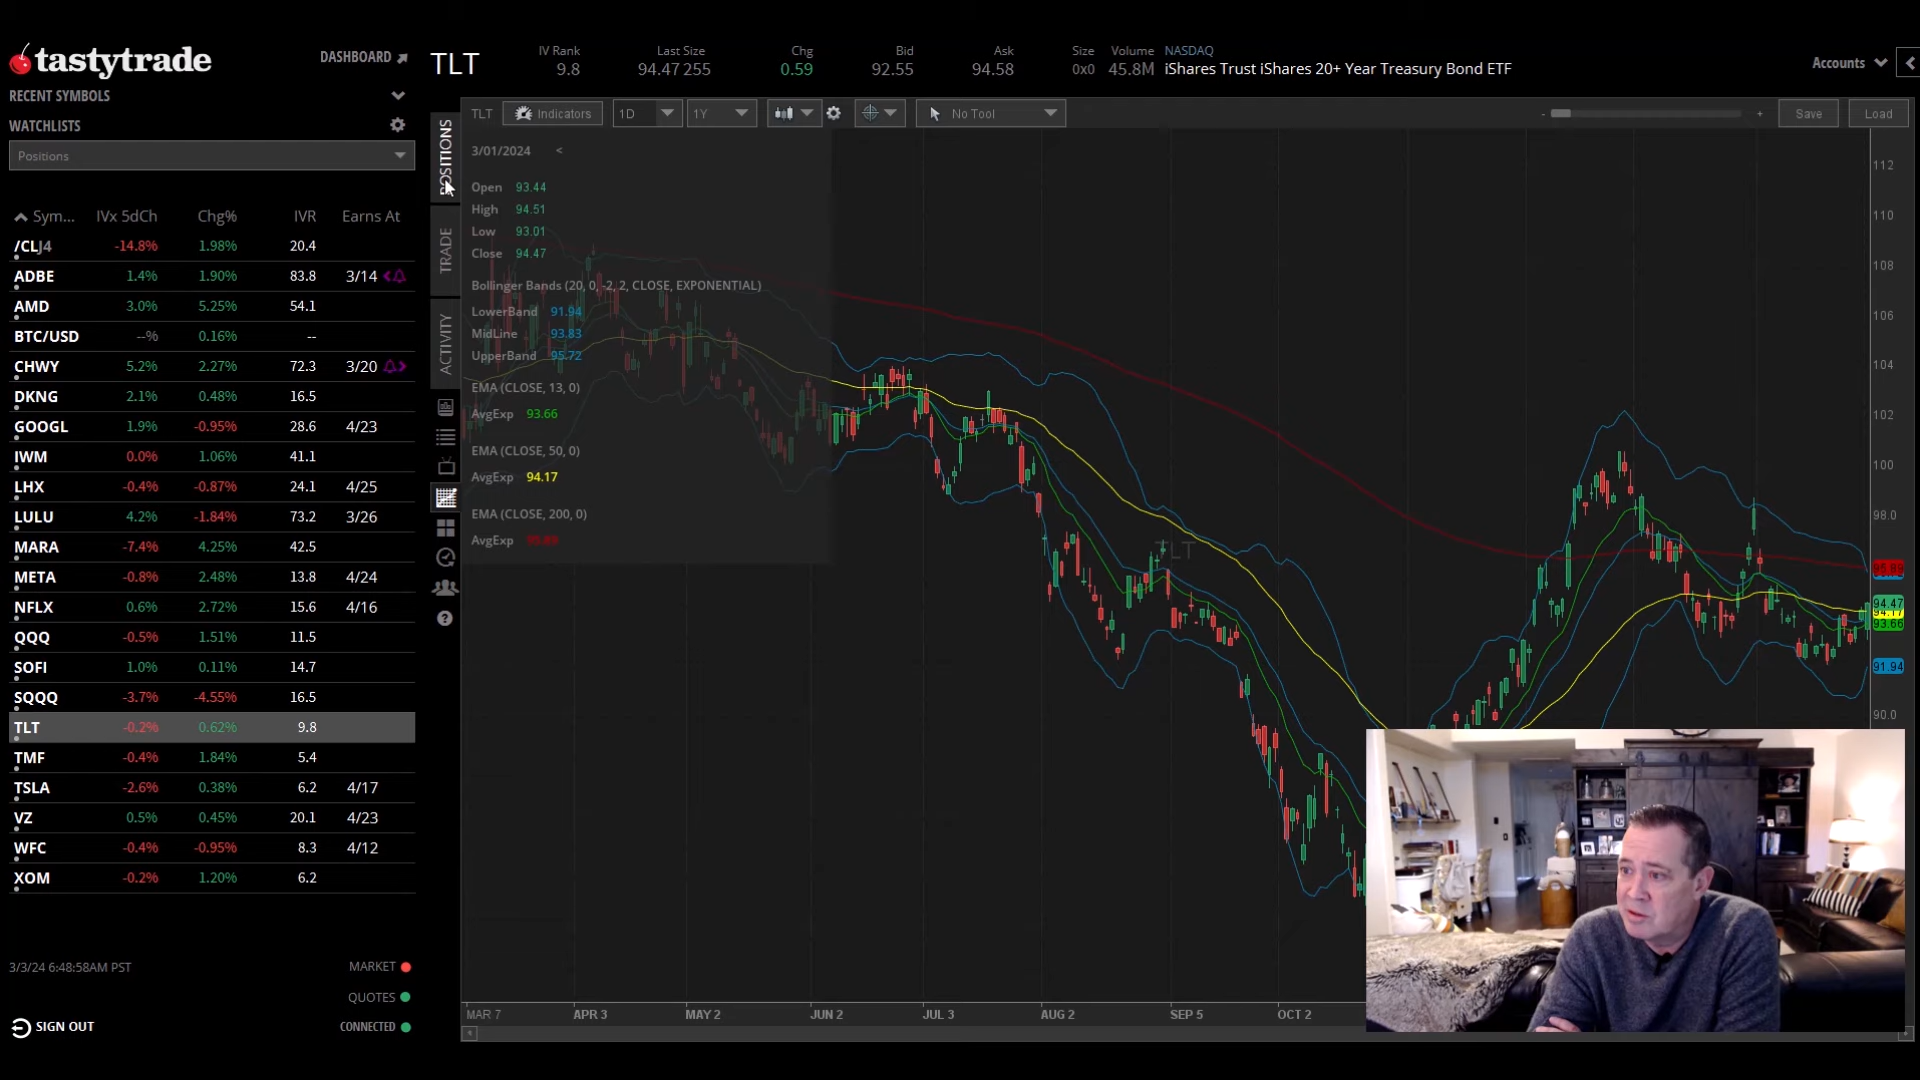 tastytrade
DASHBOARD
RECENT SYMBOLS
WATCHLISTS
Positions
Sym... IVx 5dCh Chg% IVR Earns At
/CLJ4 -14.8% 1.98% 20.4
ADBE 1.4% 1.90% 83.8 3/14
AMD 3.0% 5.25% 54.1
BTC/USD --% 0.16% --
CHWY 5.2% 2.27% 72.3 3/20
DKNG 2.1% 0.48% 16.5
GOOGL 1.9% -0.95% 28.6 4/23
IWM 0.0% 1.06% 41.1
LHX -0.4% -0.87% 24.1 4/25
LULU 4.2% -1.84% 73.2 3/26
MARA -7.4% 4.25% 42.5
META -0.8% 2.48% 13.8 4/24
NFLX 0.6% 2.72% 15.6 4/16
QQQ -0.5% 1.51% 11.5
SOFI 1.0% 0.11% 14.7
SQQQ -3.7% -4.55% 16.5
TLT -0.2% 0.62% 9.8
TMF -0.4% 1.84% 5.4
TSLA -2.6% 0.38% 6.2 4/17
VZ 0.5% 0.45% 20.1 4/23
WFC -0.4% -0.95% 8.3 4/12
XOM -0.2% 1.20% 6.2
3/3/24 6:48:58AM PST
MARKET
QUOTES
CONNECTED
SIGN OUT
POSITIONS
TRADE
ACTIVITY
TLT
IV Rank Last Size Chg Bid Ask Size Volume NASDAQ
9.8 94.47 255 0.59 92.55 94.58 0x0 45.8M iShares Trust iShares 20+ Year Treasury Bond ETF
Accounts
TLT Indicators 1D 1Y No Tool - + Save Load
3/01/2024 <
Open 93.44
High 94.51
Low 93.01
Close 94.47
Bollinger Bands (20, 0, -2, 2, CLOSE, EXPONENTIAL)
LowerBand 91.94
MidLine 93.83
UpperBand 95.72
EMA (CLOSE, 13, 0)
AvgExp 93.66
EMA (CLOSE, 50, 0)
AvgExp 94.17
EMA (CLOSE, 200, 0)
AvgExp 95.89
TLT
112
110
108
106
104
102
100
98.0
95.89
94.47
94.17
93.66
91.94
90.0
MAR 7 APR 3 MAY 2 JUN 2 JUL 3 AUG 2 SEP 5 OCT 2